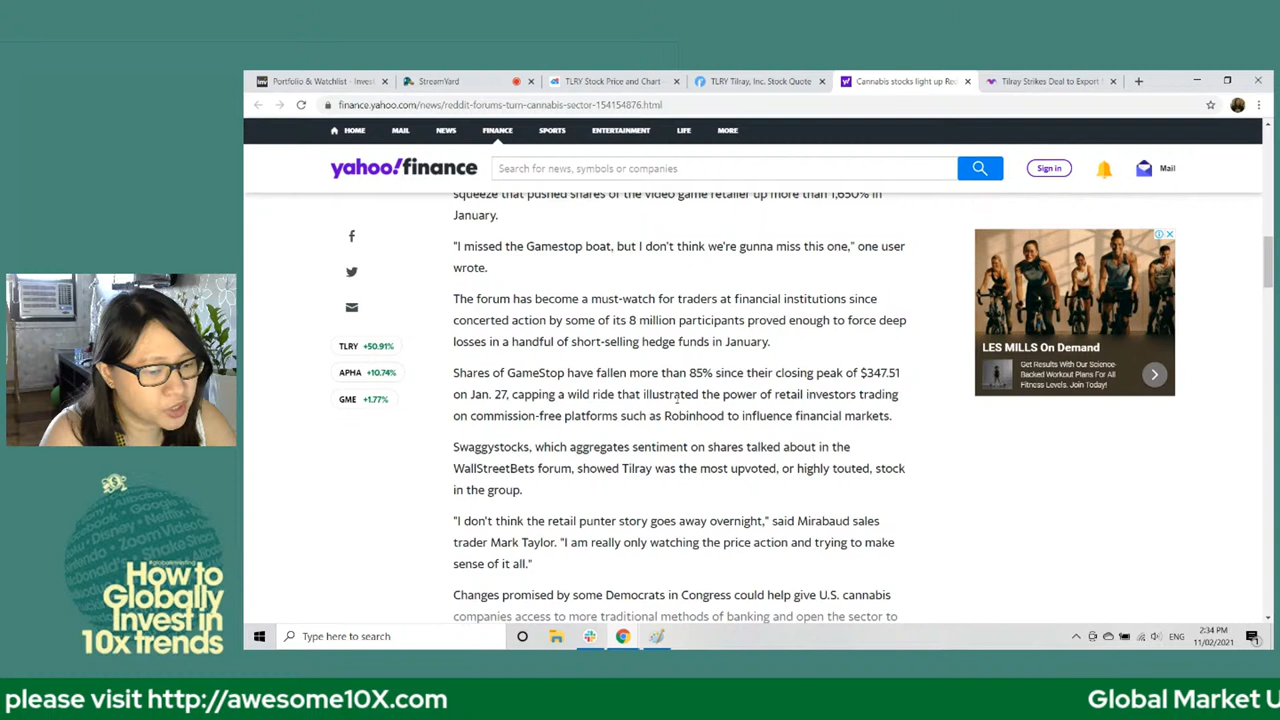 Portfolio & Watchlist - Invest
StreamYard
TLRY Stock Price and Chart —
TLRY Tilray, Inc. Stock Quote
Cannabis stocks light up Red
Tilray Strikes Deal to Export
finance.yahoo.com/news/reddit-forums-turn-cannabis-sector-154154876.html
HOME MAIL NEWS FINANCE SPORTS ENTERTAINMENT LIFE MORE
yahoo!finance
Search for news, symbols or companies
Sign in
Mail
squeeze that pushed shares of the video game retailer up more than 1,650% in
January.
"I missed the Gamestop boat, but I don't think we're gunna miss this one," one user
wrote.
The forum has become a must-watch for traders at financial institutions since
concerted action by some of its 8 million participants proved enough to force deep
losses in a handful of short-selling hedge funds in January.
Shares of GameStop have fallen more than 85% since their closing peak of $347.51
on Jan. 27, capping a wild ride that illustrated the power of retail investors trading
on commission-free platforms such as Robinhood to influence financial markets.
Swaggystocks, which aggregates sentiment on shares talked about in the
WallStreetBets forum, showed Tilray was the most upvoted, or highly touted, stock
in the group.
"I don't think the retail punter story goes away overnight," said Mirabaud sales
trader Mark Taylor. "I am really only watching the price action and trying to make
sense of it all."
Changes promised by some Democrats in Congress could help give U.S. cannabis
companies access to more traditional methods of banking and open the sector to
TLRY +50.91%
APHA +10.74%
GME +1.77%
LES MILLS On Demand
Get Results With Our Science-
Backed Workout Plans For All
Fitness Levels. Join Today!
#globalinvesting
How to
Globally
Invest in
10x trends
Type here to search
ENG
2:34 PM
11/02/2021
please visit http://awesome10X.com
Global Market U